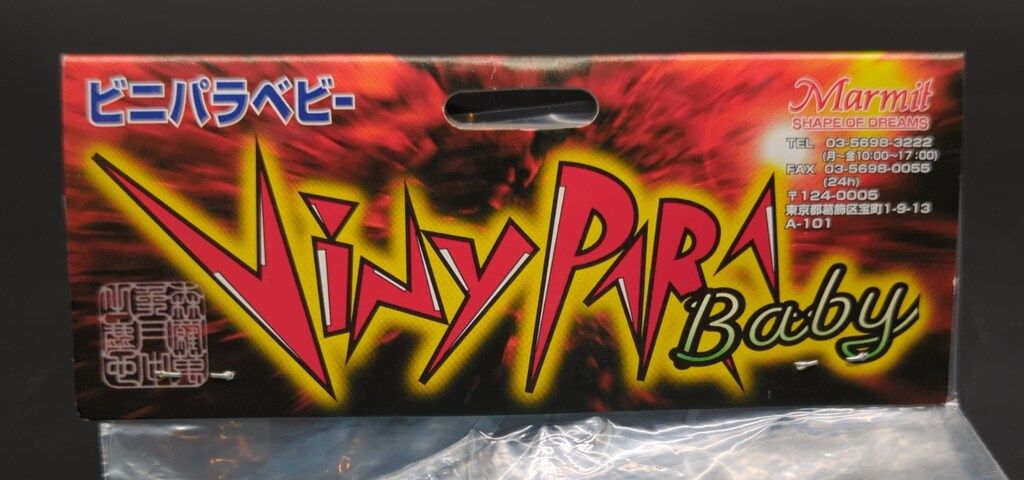 ビニパラベビー
Marmit
SHAPE OF DREAMS
TEL 03-5698-3222
(月〜金10:00〜17:00)
FAX 03-5698-0055
(24h)
〒124-0005
東京都葛飾区宝町1-9-13
A-101
ViNY PARA
Baby